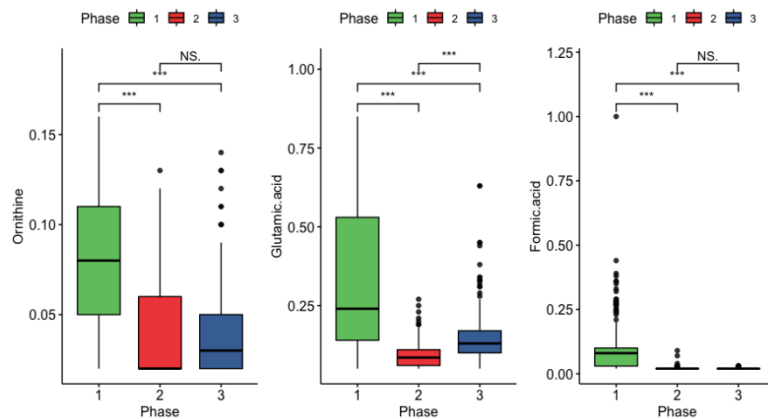 Phase 1 2 3
NS.
***
***
0.15
0.10
0.05
Ornithine
1 2 3
Phase
Phase 1 2 3
***
***
***
1.00
0.75
0.50
0.25
Glutamic.acid
1 2 3
Phase
Phase 1 2 3
1.25
NS.
***
***
1.00
0.75
0.50
0.25
0.00
Formic.acid
1 2 3
Phase